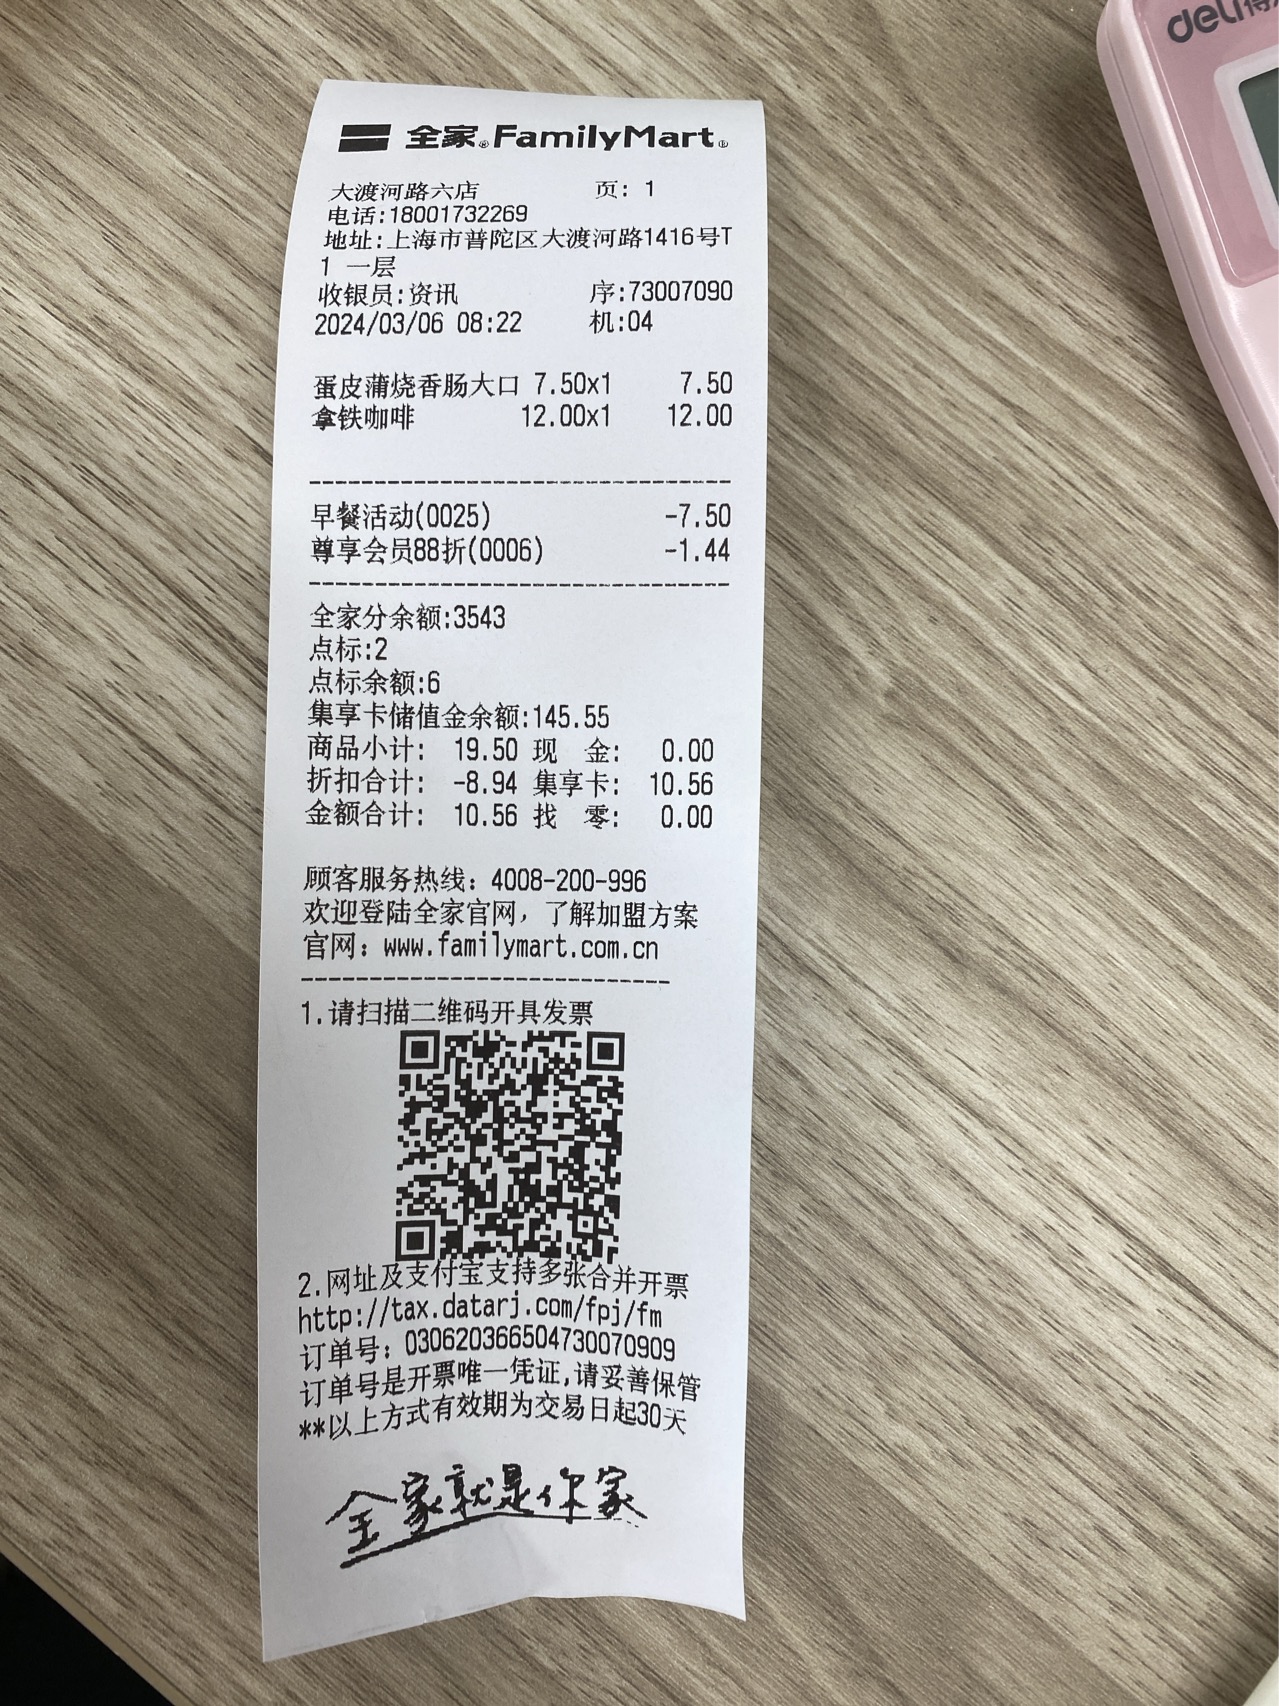 全家®FamilyMart®
大渡河路六店 页: 1
电话:18001732269
地址:上海市普陀区大渡河路1416号T
1 一层
收银员:资讯 序:73007090
2024/03/06 08:22 机:04
蛋皮蒲烧香肠大口 7.50x1 7.50
拿铁咖啡 12.00x1 12.00
早餐活动(0025) -7.50
尊享会员88折(0006) -1.44
全家分余额:3543
点标:2
点标余额:6
集享卡储值金余额:145.55
商品小计: 19.50 现 金: 0.00
折扣合计: -8.94 集享卡: 10.56
金额合计: 10.56 找 零: 0.00
顾客服务热线: 4008-200-996
欢迎登陆全家官网, 了解加盟方案
官网: www.familymart.com.cn
1.请扫描二维码开具发票
2.网址及支付宝支持多张合并开票
http://tax.datarj.com/fpj/fm
订单号: 030620366504730070909
订单号是开票唯一凭证,请妥善保管
**以上方式有效期为交易日起30天
全家就是你家
deli